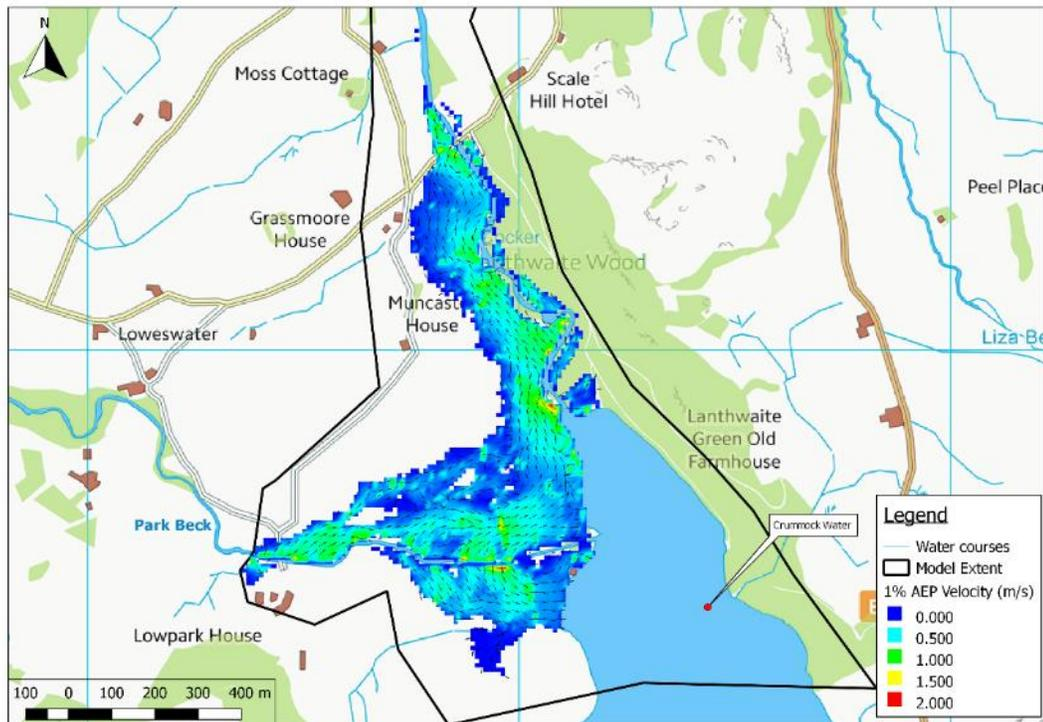 N
Moss Cottage
Scale
Hill Hotel
Peel Place
Grassmoore
House
Cocker
Lanthwaite Wood
Muncast
House
Loweswater
Liza Be
Lanthwaite
Green Old
Farmhouse
Park Beck
Crummock Water
Lowpark House
Legend
Water courses
Model Extent
1% AEP Velocity (m/s)
0.000
0.500
1.000
1.500
2.000
B
100 0 100 200 300 400 m